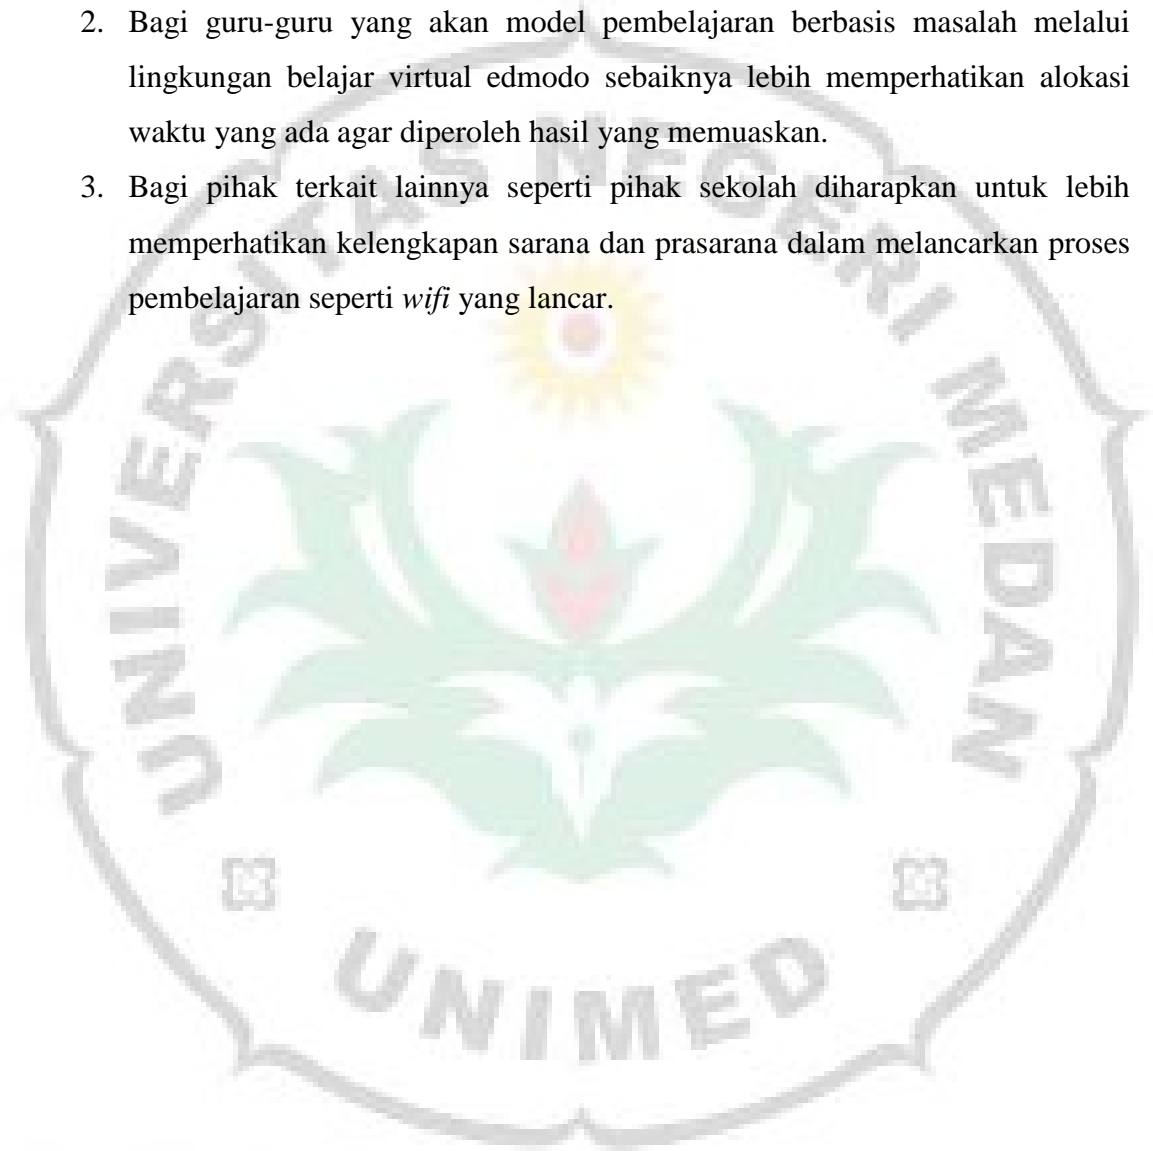 2. Bagi guru-guru yang akan model pembelajaran berbasis masalah melalui
lingkungan belajar virtual edmodo sebaiknya lebih memperhatikan alokasi
waktu yang ada agar diperoleh hasil yang memuaskan.
3. Bagi pihak terkait lainnya seperti pihak sekolah diharapkan untuk lebih
memperhatikan kelengkapan sarana dan prasarana dalam melancarkan proses
pembelajaran seperti wifi yang lancar.
UNIVERSITAS NEGERI MEDAN
UNIMED